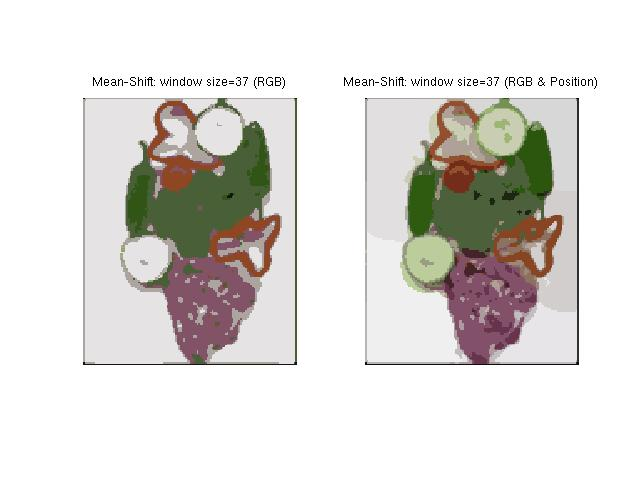 Mean-Shift: window size=37 (RGB)
Mean-Shift: window size=37 (RGB & Position)